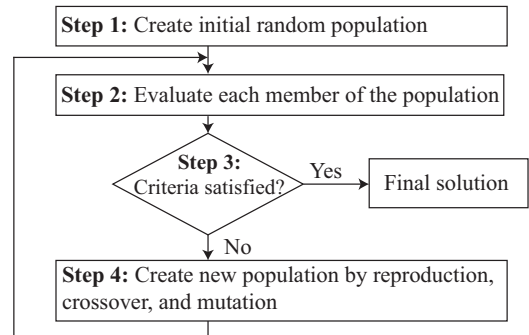 Step 1: Create initial random population
Step 2: Evaluate each member of the population
Step 3:
Criteria satisfied?
Yes
Final solution
No
Step 4: Create new population by reproduction,
crossover, and mutation